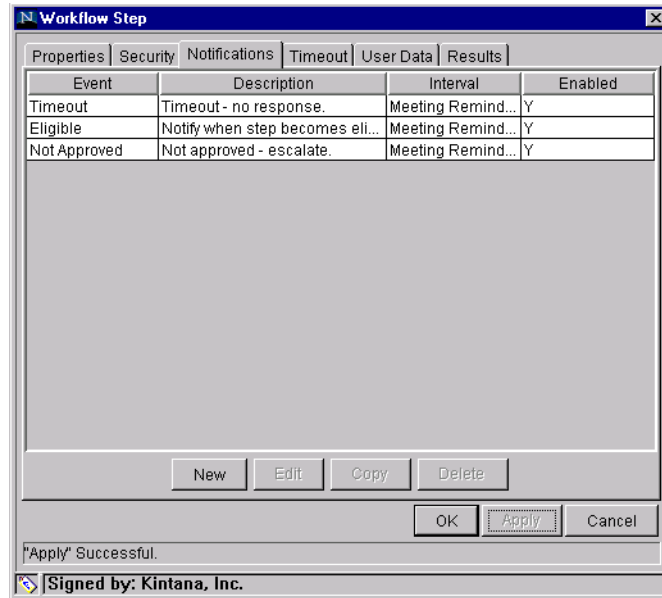 Workflow Step
Properties Security Notifications Timeout User Data Results
Event Description Interval Enabled
Timeout Timeout - no response. Meeting Remind... Y
Eligible Notify when step becomes eli... Meeting Remind... Y
Not Approved Not approved - escalate. Meeting Remind... Y
New Edit Copy Delete
OK Apply Cancel
"Apply" Successful.
Signed by: Kintana, Inc.